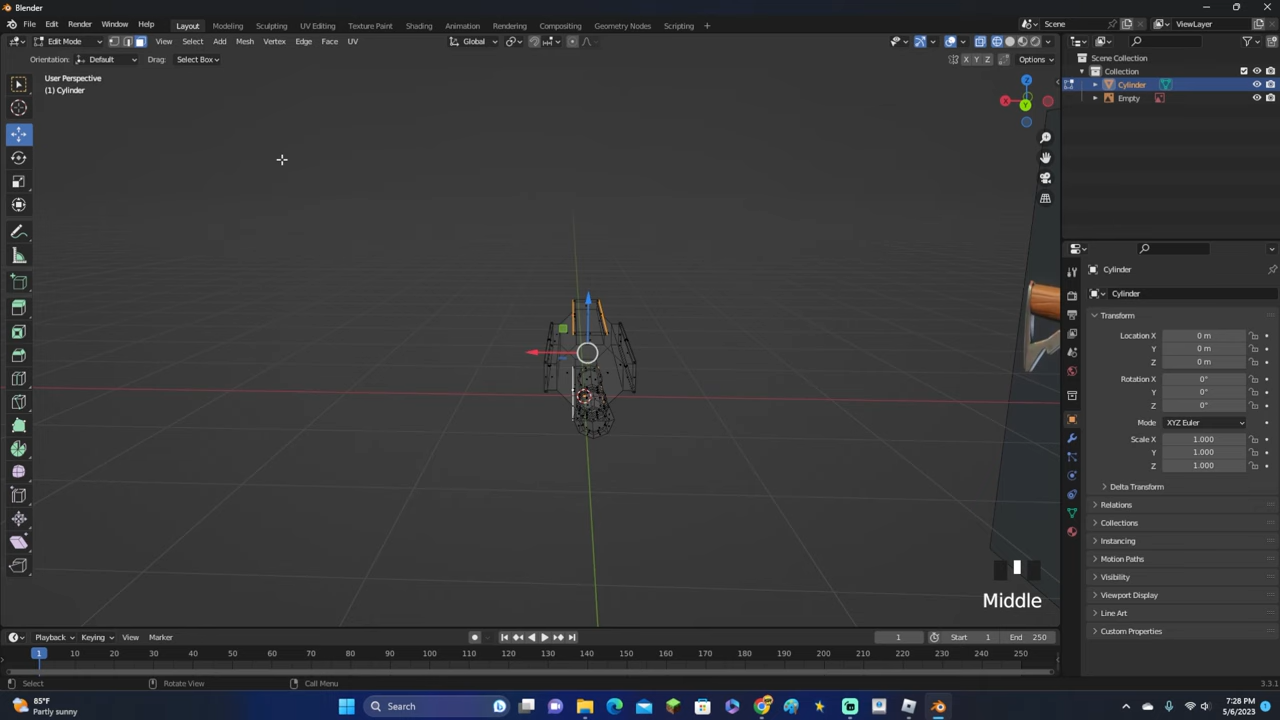 Blender
File Edit Render Window Help Layout Modeling Sculpting UV Editing Texture Paint Shading Animation Rendering Compositing Geometry Nodes Scripting + Scene ViewLayer
Edit Mode View Select Add Mesh Vertex Edge Face UV Global
Orientation: Default Drag: Select Box X Y Z Options
User Perspective
(1) Cylinder
Scene Collection
Collection
Cylinder
Empty
Z
X
Y
Cylinder
Cylinder
Transform
Location X 0 m
Y 0 m
Z 0 m
Rotation X 0°
Y 0°
Z 0°
Mode XYZ Euler
Scale X 1.000
Y 1.000
Z 1.000
Delta Transform
Relations
Collections
Instancing
Motion Paths
Visibility
Viewport Display
Line Art
Custom Properties
Middle
Playback Keying View Marker 1 Start 1 End 250
1 10 20 30 40 50 60 70 80 90 100 110 120 130 140 150 160 170 180 190 200 210 220 230 240 250
Select Rotate View Call Menu 3.3.1
85°F
Partly sunny
Search
7:28 PM
5/6/2023